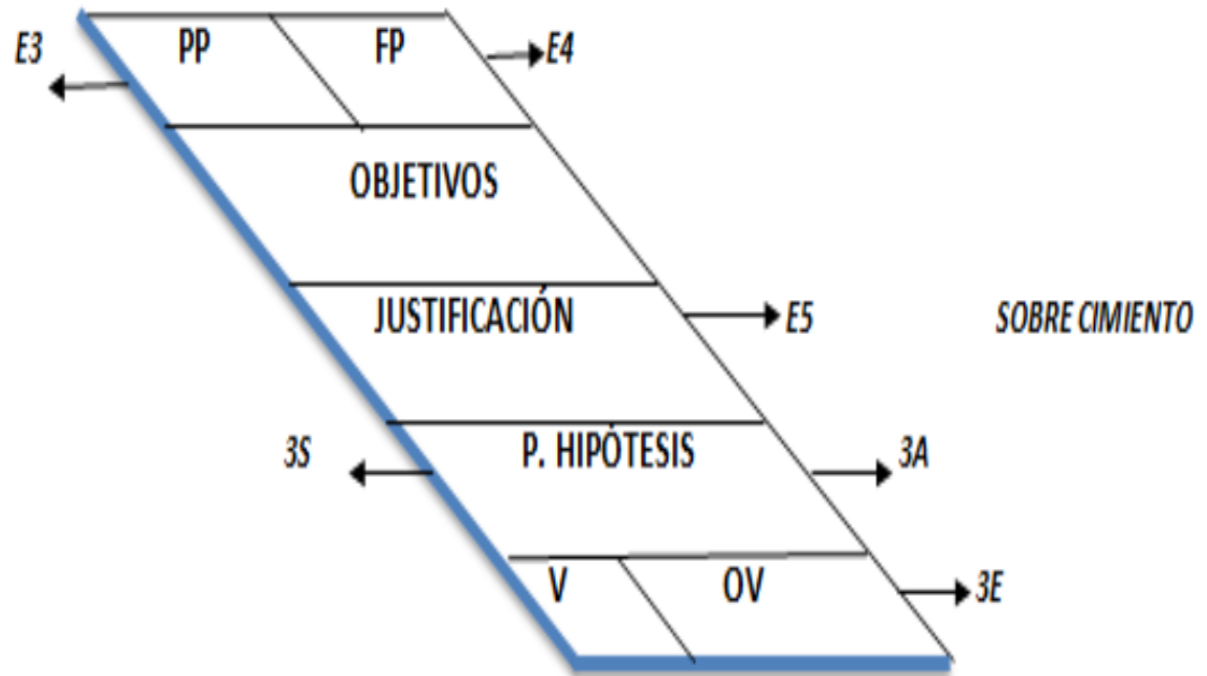 E3 PP FP E4
OBJETIVOS
JUSTIFICACIÓN E5 SOBRE CIMIENTO
3S P. HIPÓTESIS 3A
V OV 3E